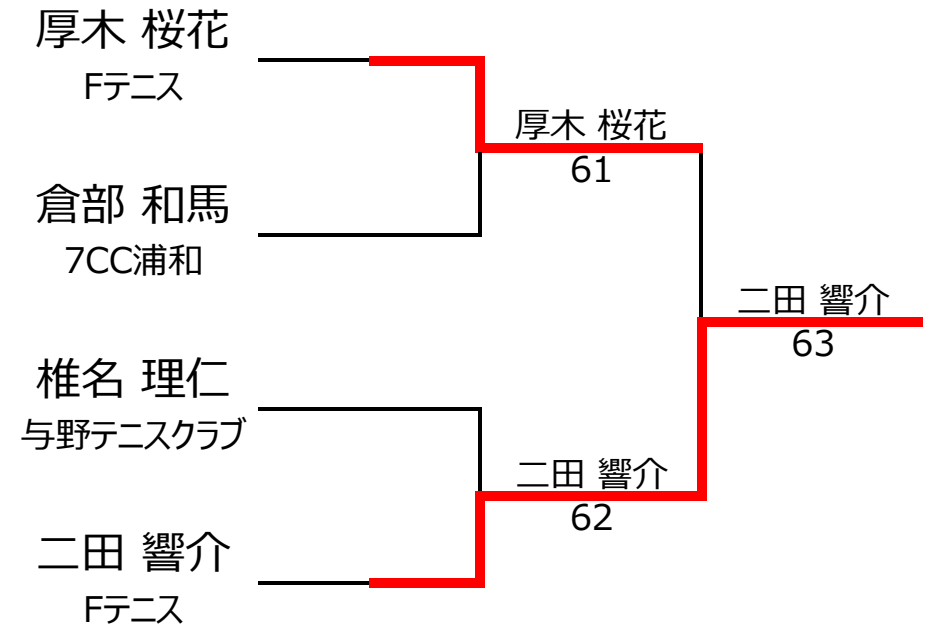 厚木 桜花
Fテニス
倉部 和馬
7CC浦和
椎名 理仁
与野テニスクラブ
二田 響介
Fテニス
厚木 桜花
61
二田 響介
62
二田 響介
63